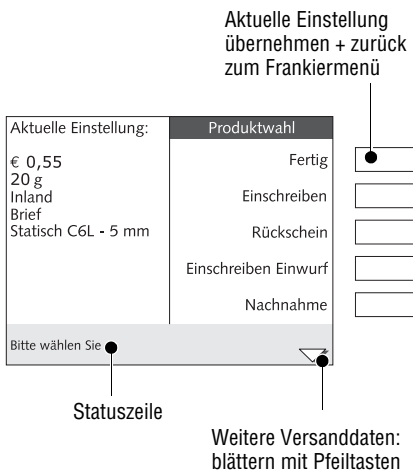 Aktuelle Einstellung
übernehmen + zurück
zum Frankiermenü
Aktuelle Einstellung:
€ 0,55
20 g
Inland
Brief
Statisch C6L - 5 mm
Produktwahl
Fertig
Einschreiben
Rückschein
Einschreiben Einwurf
Nachnahme
Bitte wählen Sie
Statuszeile
Weitere Versanddaten:
blättern mit Pfeiltasten